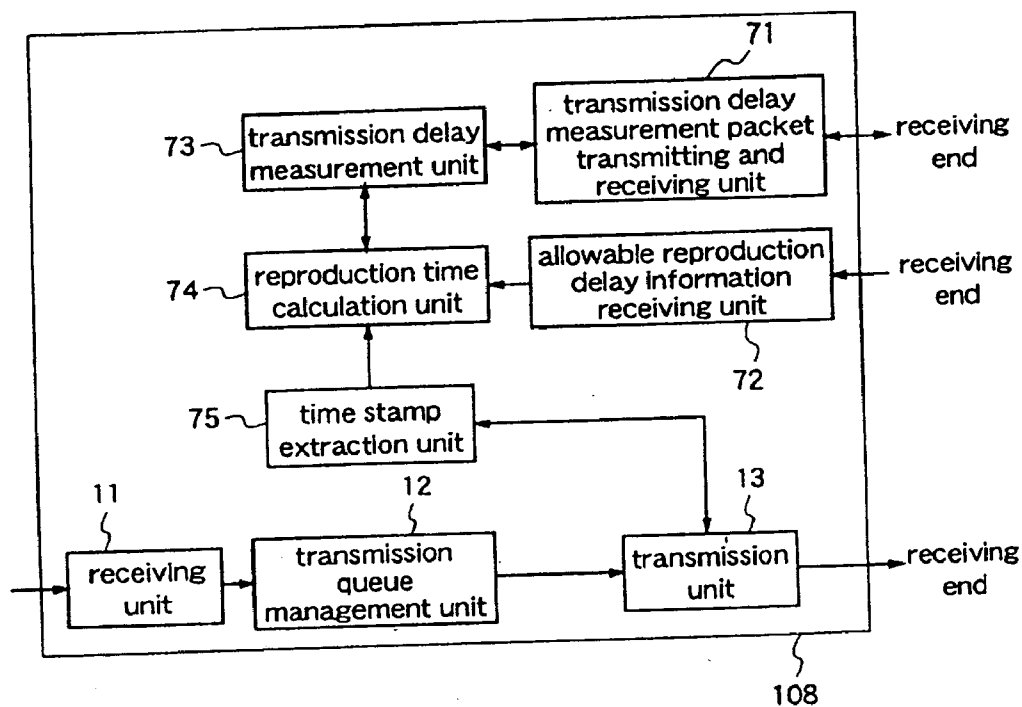 71
transmission delay
measurement packet
transmitting and
receiving unit
receiving
end
73
transmission delay
measurement unit
74
reproduction time
calculation unit
allowable reproduction
delay information
receiving unit
receiving
end
72
75
time stamp
extraction unit
11
receiving
unit
12
transmission
queue
management unit
13
transmission
unit
receiving
end
108